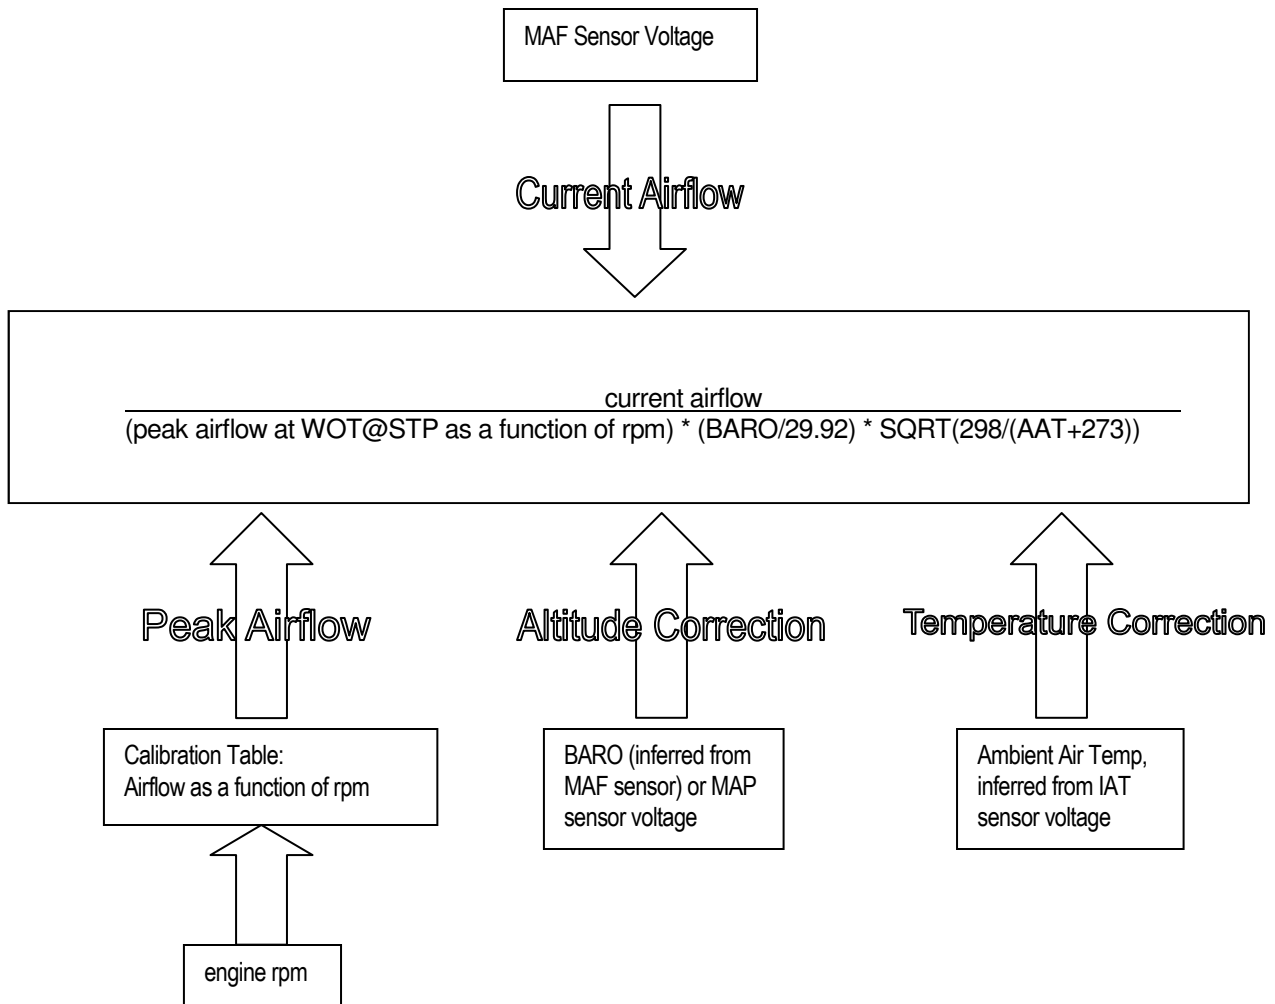 MAF Sensor Voltage
Current Airflow
current airflow
(peak airflow at WOT@STP as a function of rpm) * (BARO/29.92) * SQRT(298/(AAT+273))
Peak Airflow
Altitude Correction
Temperature Correction
Calibration Table:
Airflow as a function of rpm
BARO (inferred from
MAF sensor) or MAP
sensor voltage
Ambient Air Temp,
inferred from IAT
sensor voltage
engine rpm